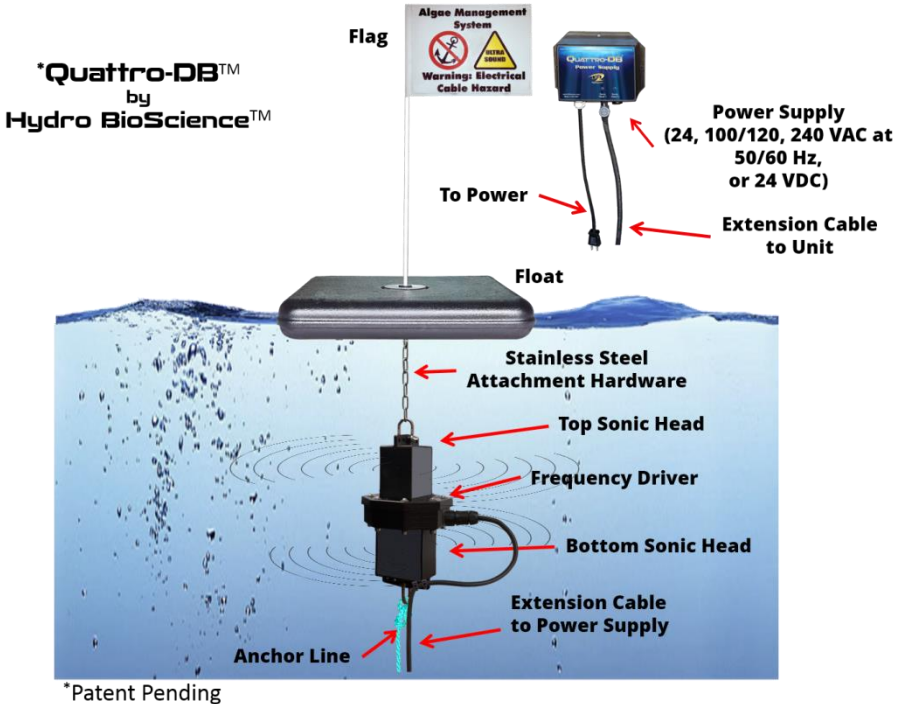 *Quattro-DB™
by
Hydro BioScience™
Flag
Algae Management
System
ULTRA
SOUND
Warning: Electrical
Cable Hazard
Quattro-DB
Power Supply
Power Supply
(24, 100/120, 240 VAC at
50/60 Hz,
or 24 VDC)
To Power
Extension Cable
to Unit
Float
Stainless Steel
Attachment Hardware
Top Sonic Head
Frequency Driver
Bottom Sonic Head
Extension Cable
to Power Supply
Anchor Line
*Patent Pending